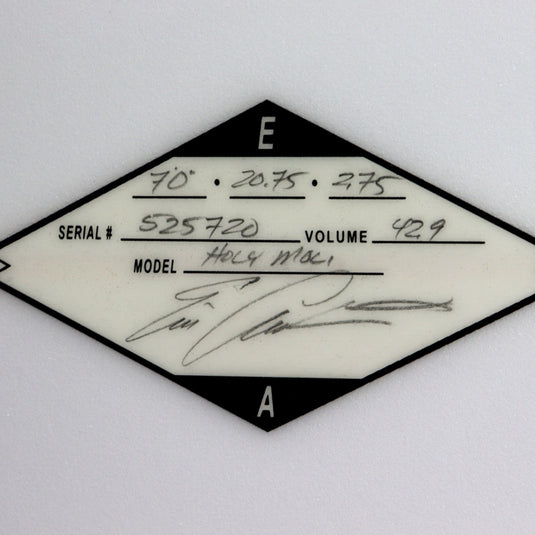 E
7'0" • 20.75 • 2.75
SERIAL # 525720 VOLUME 42.9
MODEL HOLY MOLI
A